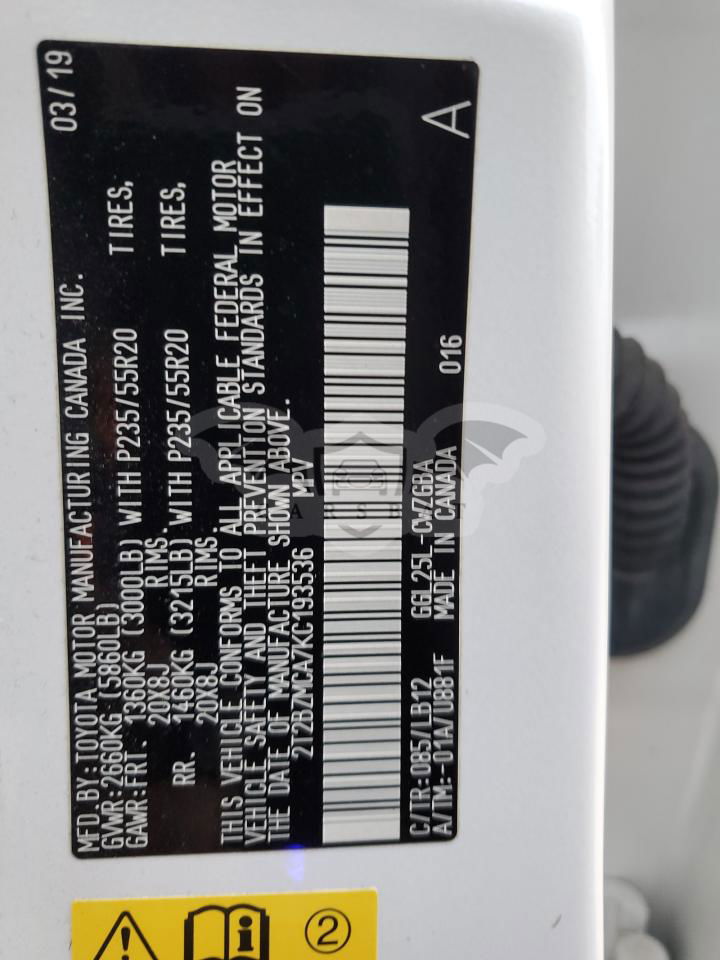 MFD.BY:TOYOTA MOTOR MANUFACTURING CANADA INC. 03/19
GVWR:2660KG (5860LB)
GAWR:FRT. 1360KG (3000LB) WITH P235/55R20 TIRES,
20X8J RIMS.
RR. 1460KG (3215LB) WITH P235/55R20 TIRES,
20X8J RIMS.
THIS VEHICLE CONFORMS TO ALL APPLICABLE FEDERAL MOTOR
VEHICLE SAFETY AND THEFT PREVENTION STANDARDS IN EFFECT ON
THE DATE OF MANUFACTURE SHOWN ABOVE.
2T2BZMCA7KC193536 MPV
C/TR:085/LB12 GGL25L-CWZGBA
A/TM:-01A/U881F MADE IN CANADA 016
A
2